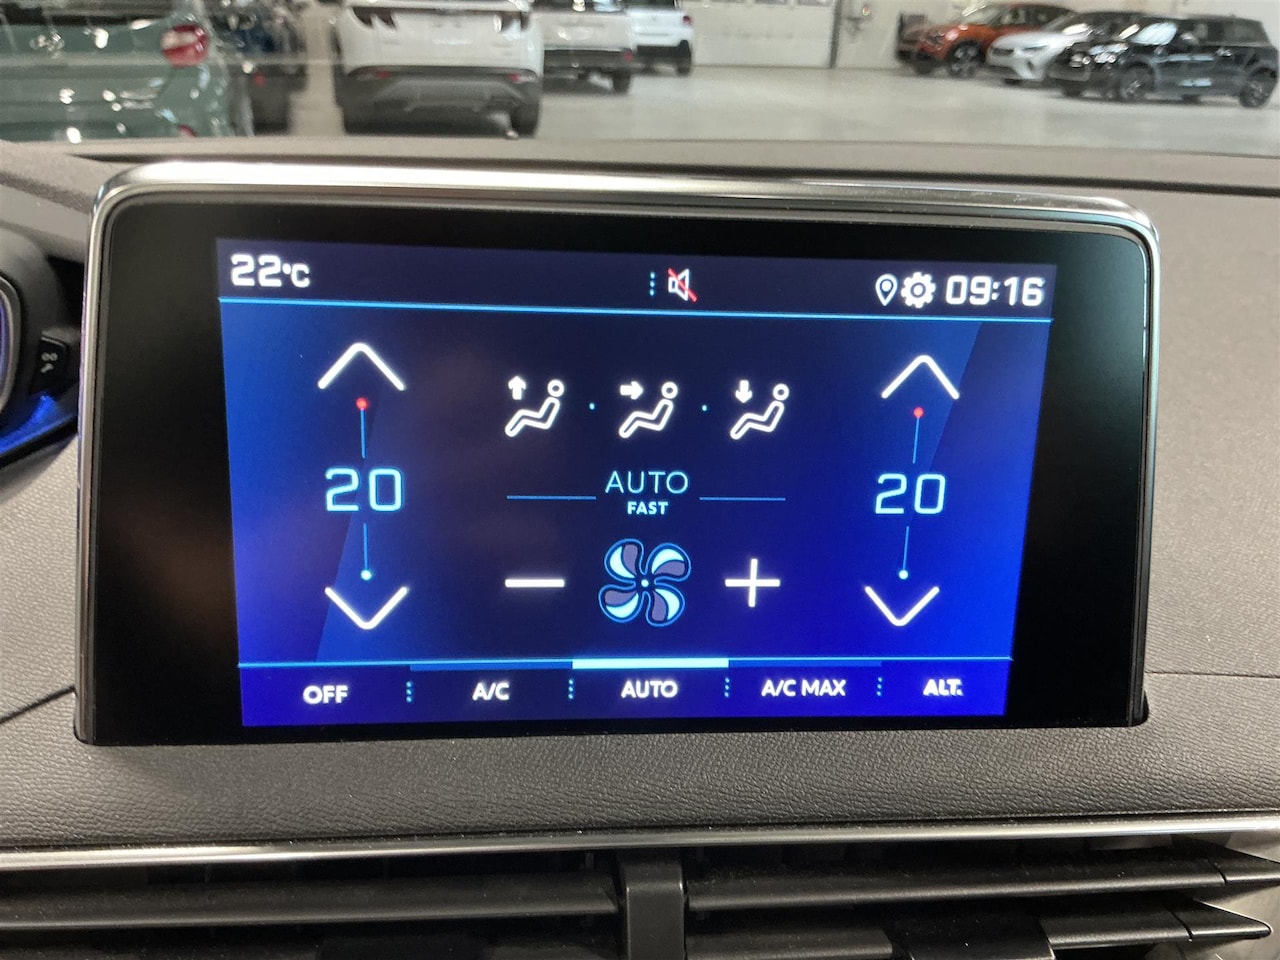 22°C 09:16
20 20
AUTO
FAST
OFF A/C AUTO A/C MAX ALT.